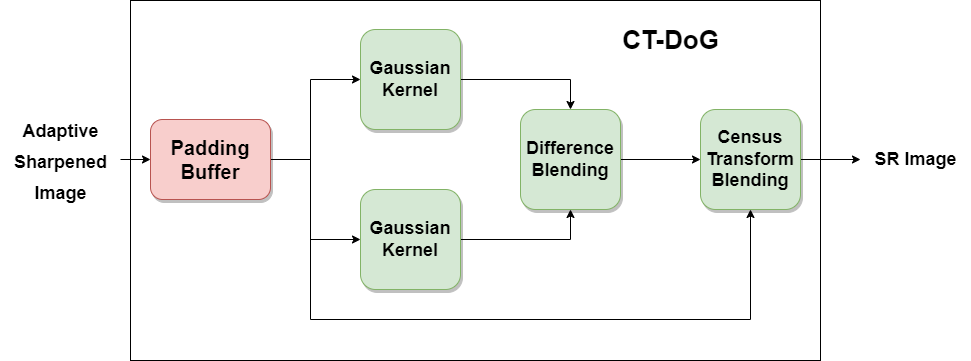 CT-DoG
Adaptive
Sharpened
Image
Padding
Buffer
Gaussian
Kernel
Gaussian
Kernel
Difference
Blending
Census
Transform
Blending
SR Image